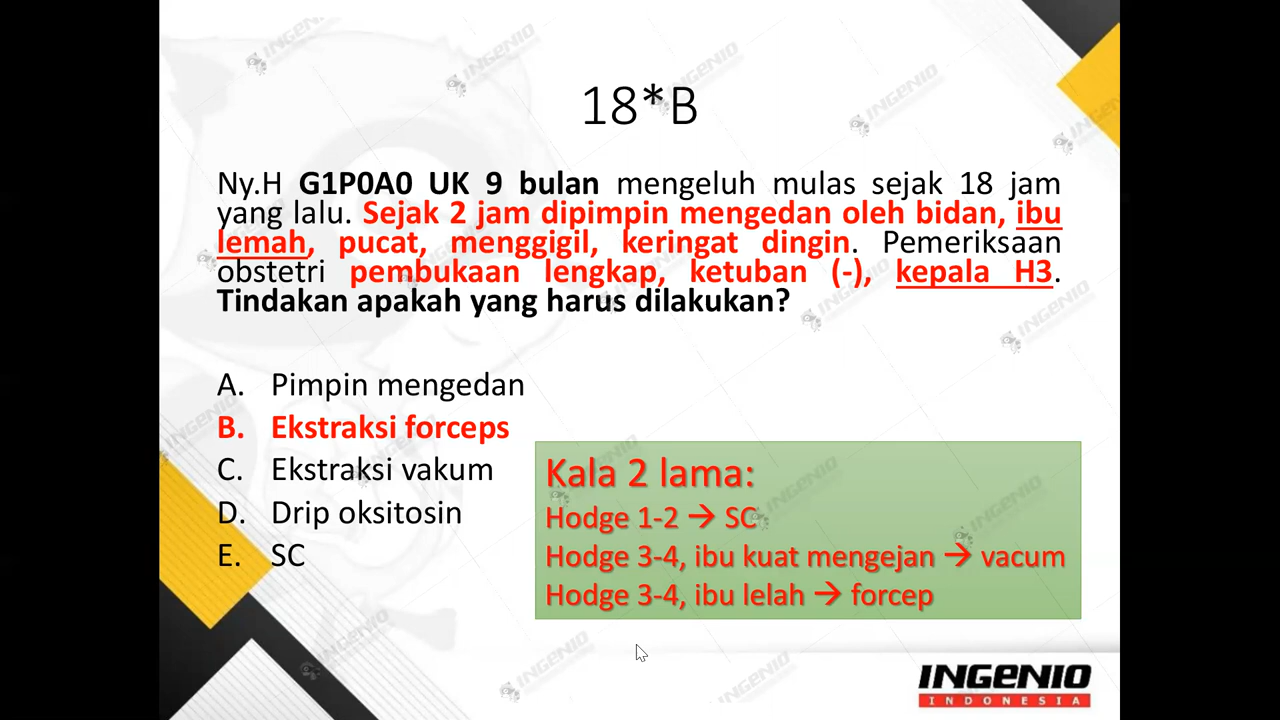 18*B
Ny.H G1P0A0 UK 9 bulan mengeluh mulas sejak 18 jam
yang lalu. Sejak 2 jam dipimpin mengedan oleh bidan, ibu
lemah, pucat, menggigil, keringat dingin. Pemeriksaan
obstetri pembukaan lengkap, ketuban (-), kepala H3.
Tindakan apakah yang harus dilakukan?
A. Pimpin mengedan
B. Ekstraksi forceps
C. Ekstraksi vakum
D. Drip oksitosin
E. SC
Kala 2 lama:
Hodge 1-2 → SC
Hodge 3-4, ibu kuat mengejan → vacum
Hodge 3-4, ibu lelah → forcep
INGENIO
INDONESIA